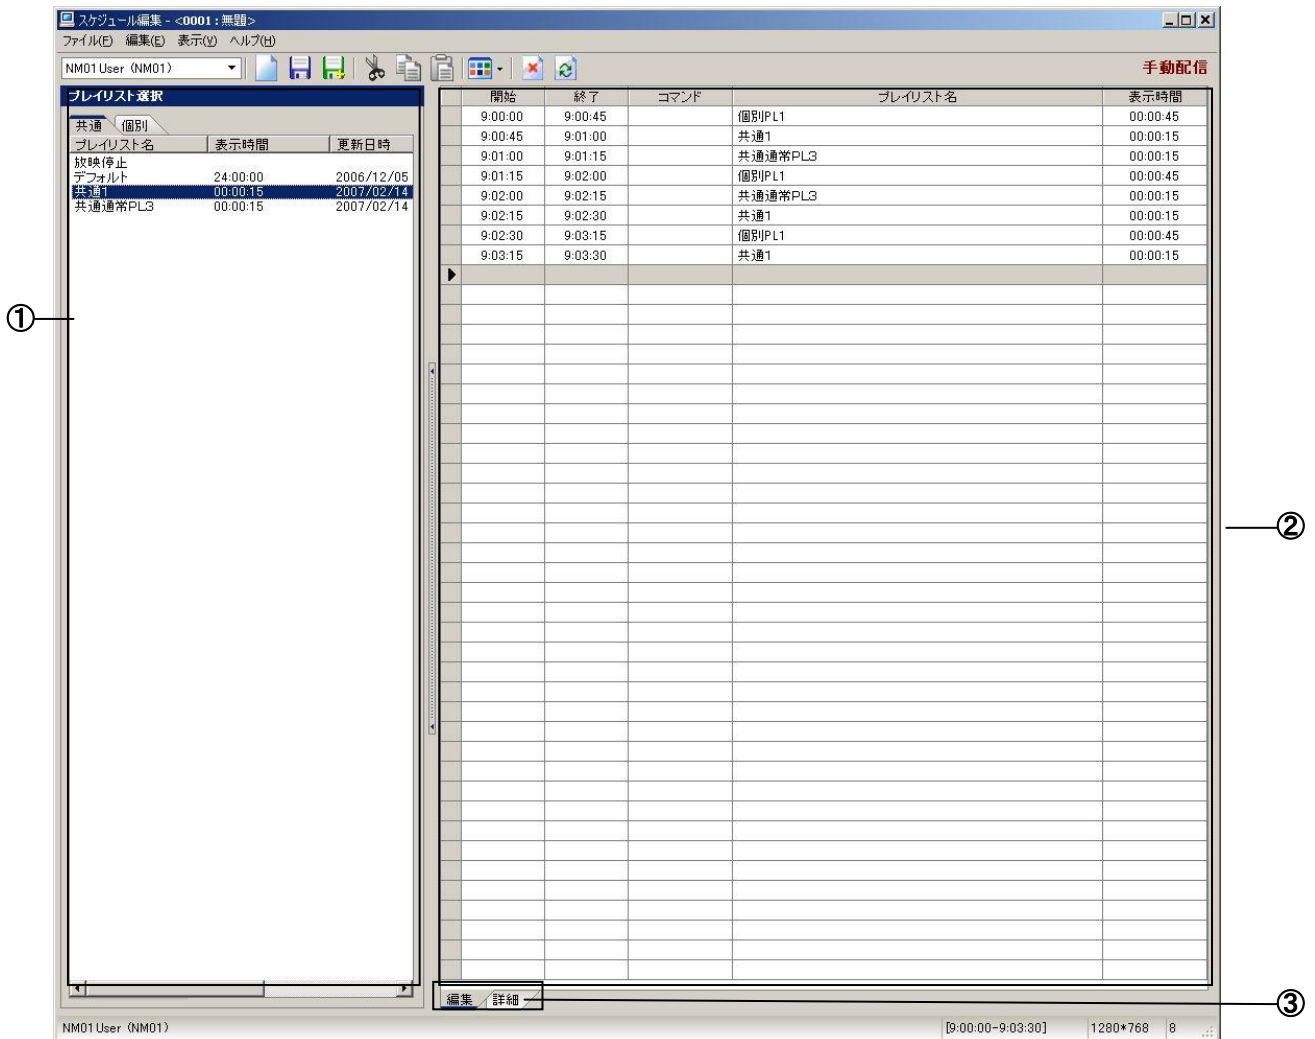 スケジュール編集 - <0001 : 無題>
ファイル(F) 編集(E) 表示(V) ヘルプ(H)
NM01User (NM01)
手動配信
プレイリスト選択
共通 個別
プレイリスト名 表示時間 更新日時
放映停止
デフォルト 24:00:00 2006/12/05
共通1 00:00:15 2007/02/14
共通通常PL3 00:00:15 2007/02/14
開始 終了 コマンド プレイリスト名 表示時間
9:00:00 9:00:45 個別PL1 00:00:45
9:00:45 9:01:00 共通1 00:00:15
9:01:00 9:01:15 共通通常PL3 00:00:15
9:01:15 9:02:00 個別PL1 00:00:45
9:02:00 9:02:15 共通通常PL3 00:00:15
9:02:15 9:02:30 共通1 00:00:15
9:02:30 9:03:15 個別PL1 00:00:45
9:03:15 9:03:30 共通1 00:00:15
①
②
編集 詳細
③
NM01User (NM01) [9:00:00-9:03:30] 1280*768 8